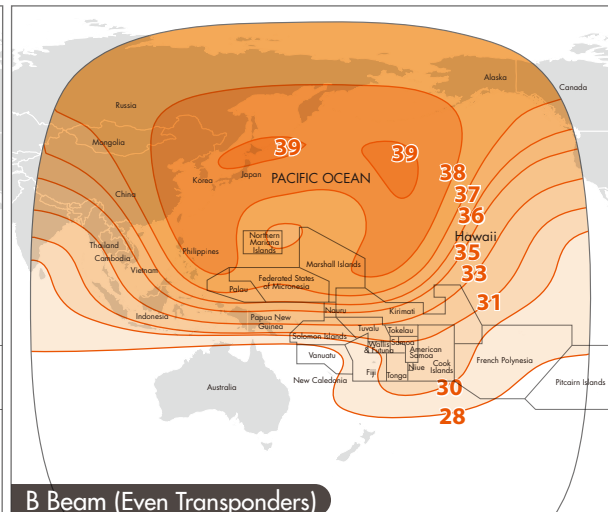 Alaska
Canada
Russia
Mongolia
39
39
Korea
Japan
PACIFIC OCEAN
38
China
37
36
Hawaii
Northern
Mariana
Islands
Thailand
Cambodia
Philippines
35
Vietnam
Marshall Islands
33
Federated States
of Micronesia
Palau
31
Indonesia
Papua New
Guinea
Nauru
Kirimati
Tuvalu
Tokelau
Solomon Islands
Samoa
Wallis
& Futuna
American
Samoa
Vanuatu
French Polynesia
Cook
Islands
Niue
Fiji
Tonga
New Caledonia
Pitcairn Islands
Australia
30
28
B Beam (Even Transponders)